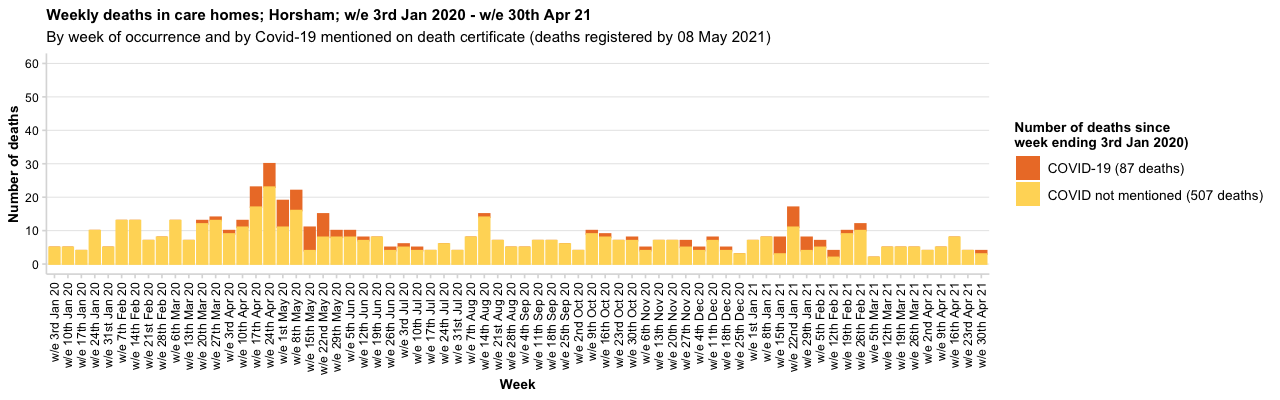 Weekly deaths in care homes; Horsham; w/e 3rd Jan 2020 - w/e 30th Apr 21
By week of occurrence and by Covid-19 mentioned on death certificate (deaths registered by 08 May 2021)
Number of deaths
60
50
40
30
20
10
0
w/e 3rd Jan 20
w/e 10th Jan 20
w/e 17th Jan 20
w/e 24th Jan 20
w/e 31st Jan 20
w/e 7th Feb 20
w/e 14th Feb 20
w/e 21st Feb 20
w/e 28th Feb 20
w/e 6th Mar 20
w/e 13th Mar 20
w/e 20th Mar 20
w/e 27th Mar 20
w/e 3rd Apr 20
w/e 10th Apr 20
w/e 17th Apr 20
w/e 24th Apr 20
w/e 1st May 20
w/e 8th May 20
w/e 15th May 20
w/e 22nd May 20
w/e 29th May 20
w/e 5th Jun 20
w/e 12th Jun 20
w/e 19th Jun 20
w/e 26th Jun 20
w/e 3rd Jul 20
w/e 10th Jul 20
w/e 17th Jul 20
w/e 24th Jul 20
w/e 31st Jul 20
w/e 7th Aug 20
w/e 14th Aug 20
w/e 21st Aug 20
w/e 28th Aug 20
w/e 4th Sep 20
w/e 11th Sep 20
w/e 18th Sep 20
w/e 25th Sep 20
w/e 2nd Oct 20
w/e 9th Oct 20
w/e 16th Oct 20
w/e 23rd Oct 20
w/e 30th Oct 20
w/e 6th Nov 20
w/e 13th Nov 20
w/e 20th Nov 20
w/e 27th Nov 20
w/e 4th Dec 20
w/e 11th Dec 20
w/e 18th Dec 20
w/e 25th Dec 20
w/e 1st Jan 21
w/e 8th Jan 21
w/e 15th Jan 21
w/e 22nd Jan 21
w/e 29th Jan 21
w/e 5th Feb 21
w/e 12th Feb 21
w/e 19th Feb 21
w/e 26th Feb 21
w/e 5th Mar 21
w/e 12th Mar 21
w/e 19th Mar 21
w/e 26th Mar 21
w/e 2nd Apr 21
w/e 9th Apr 21
w/e 16th Apr 21
w/e 23rd Apr 21
w/e 30th Apr 21
Week
Number of deaths since
week ending 3rd Jan 2020)
COVID-19 (87 deaths)
COVID not mentioned (507 deaths)